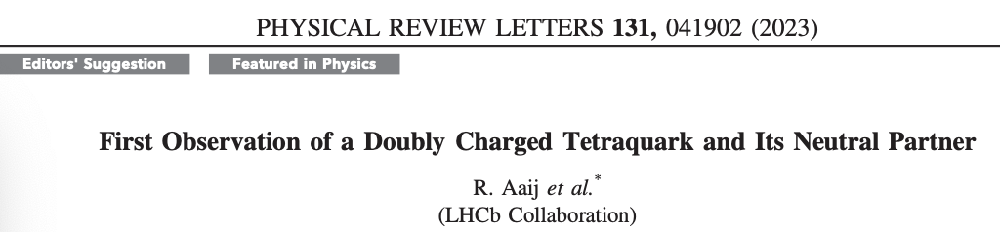 PHYSICAL REVIEW LETTERS 131, 041902 (2023)
Editors' Suggestion Featured in Physics
First Observation of a Doubly Charged Tetraquark and Its Neutral Partner
R. Aaij et al.*
(LHCb Collaboration)